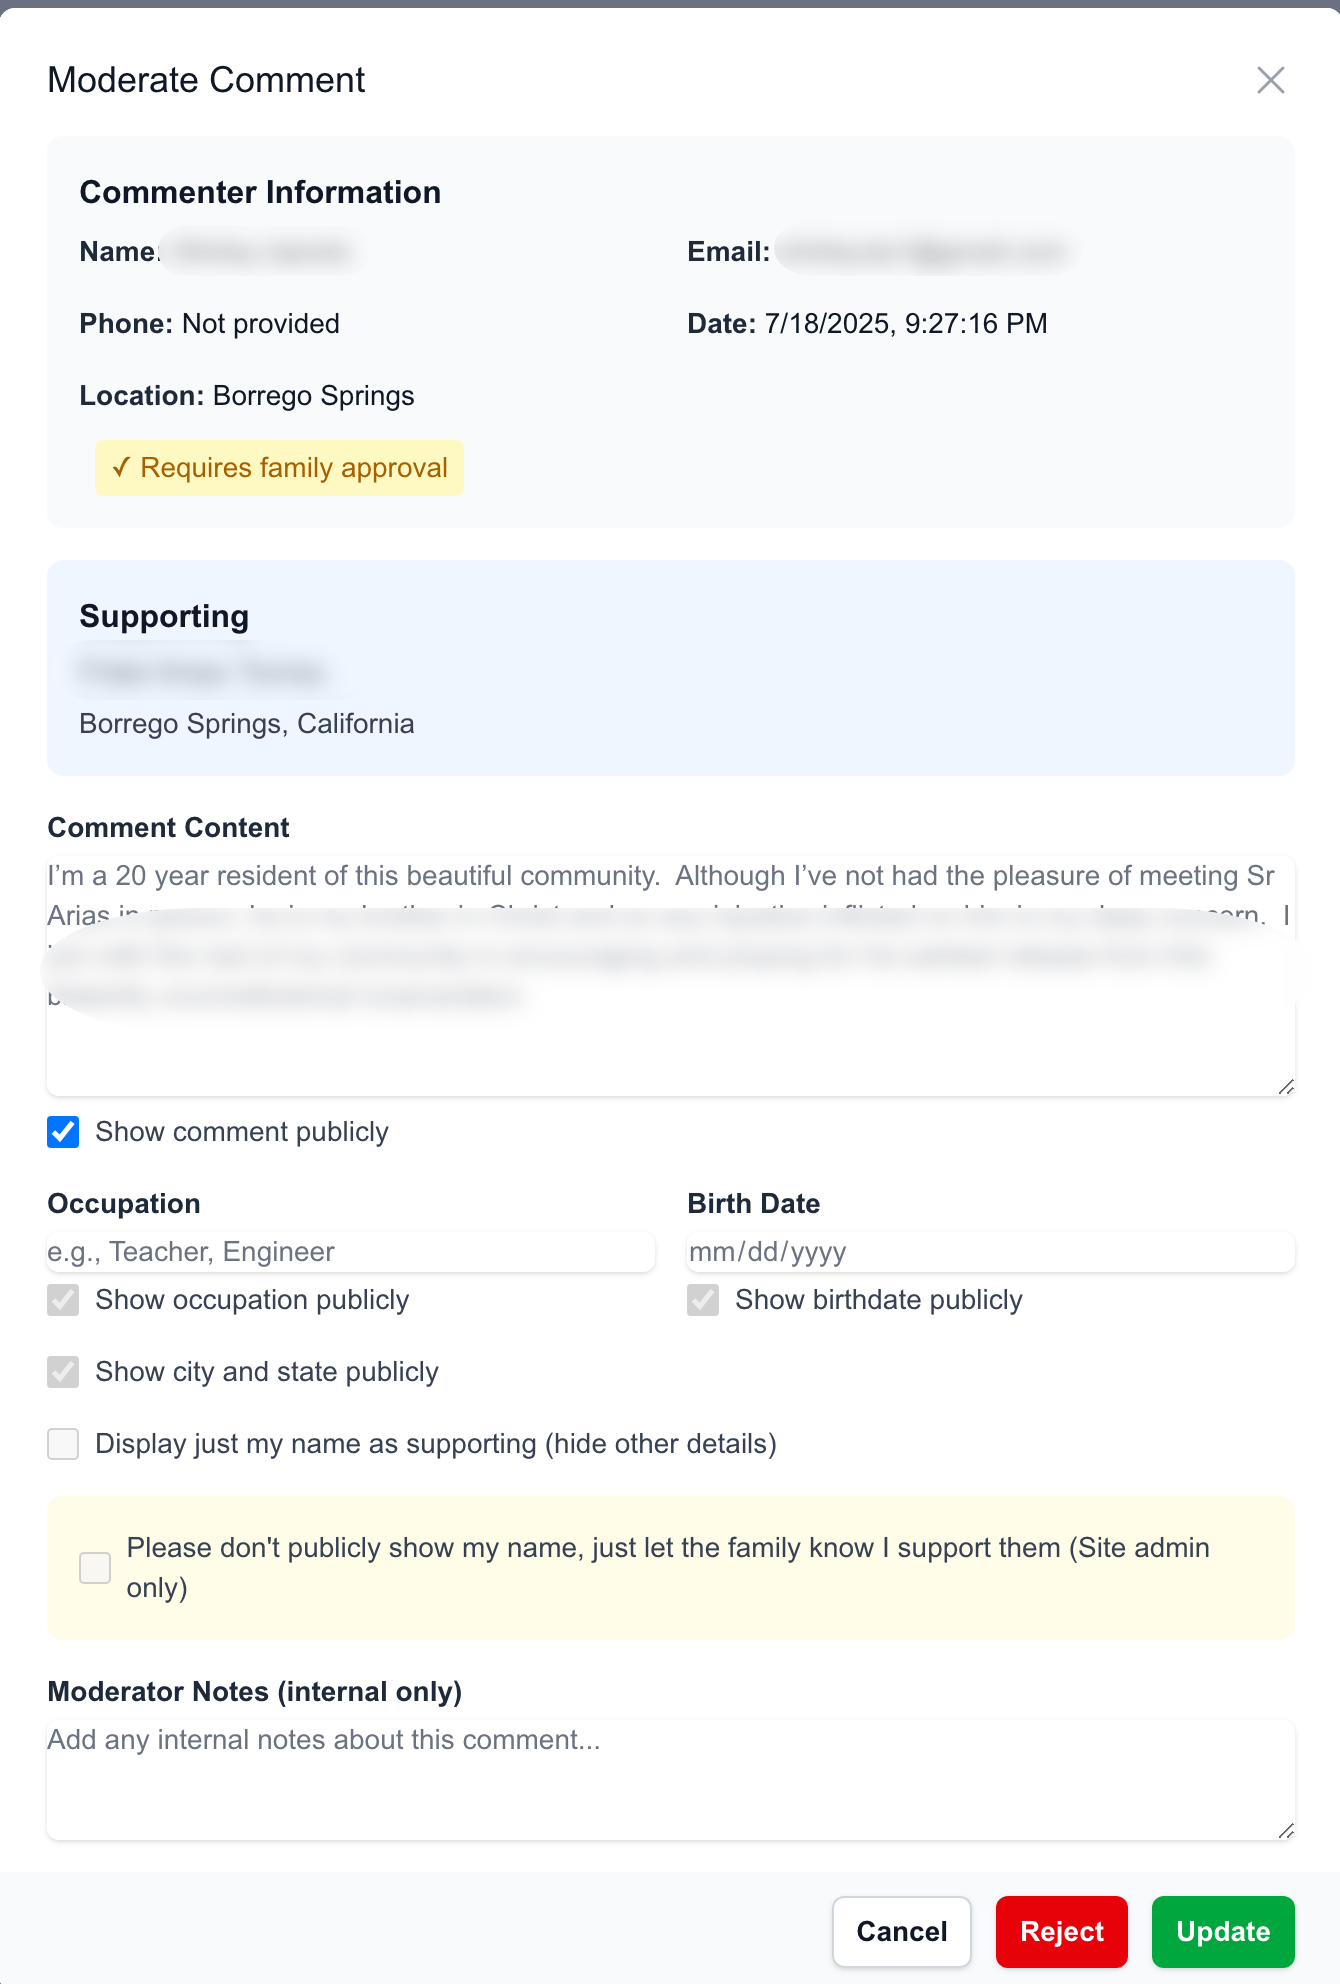 Moderate Comment
Commenter Information
Name:
Email:
Phone: Not provided
Date: 7/18/2025, 9:27:16 PM
Location: Borrego Springs
✓ Requires family approval
Supporting
Borrego Springs, California
Comment Content
I'm a 20 year resident of this beautiful community.  Although I've not had the pleasure of meeting Sr
Arias in I
Show comment publicly
Occupation
Birth Date
e.g., Teacher, Engineer
mm/dd/yyyy
Show occupation publicly
Show birthdate publicly
Show city and state publicly
Display just my name as supporting (hide other details)
Please don't publicly show my name, just let the family know I support them (Site admin
only)
Moderator Notes (internal only)
Add any internal notes about this comment...
Cancel
Reject
Update